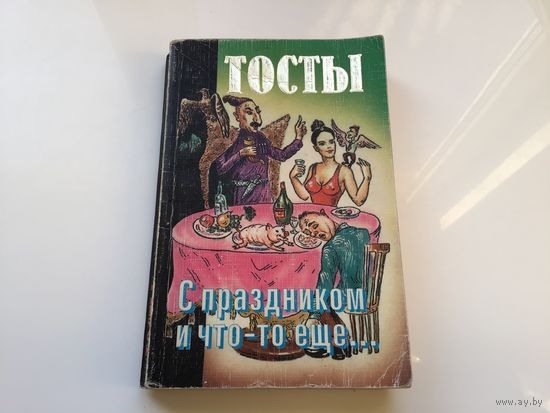 ТОСТЫ
С праздником
и что-то еще...
www.ay.by